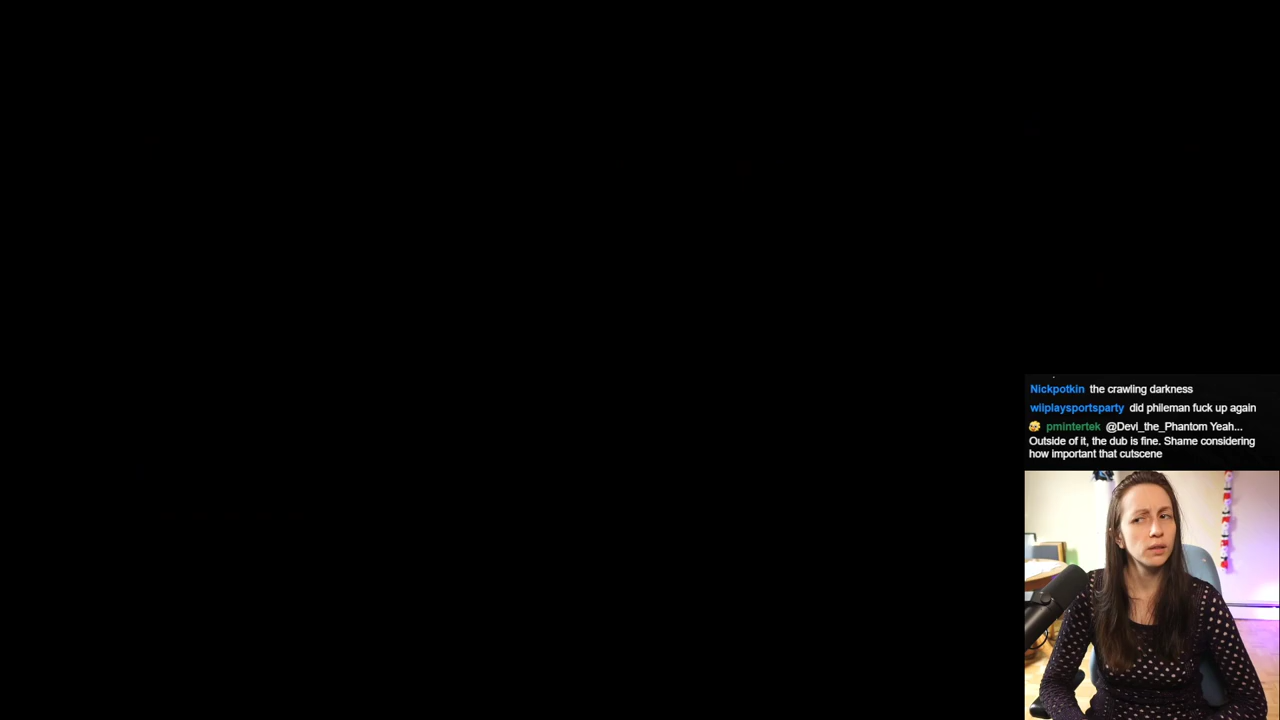 Nickpotkin the crawling darkness
wiiplaysportsparty did phileman fuck up again
pmintertek @Devi_the_Phantom Yeah...
Outside of it, the dub is fine. Shame considering
how important that cutscene